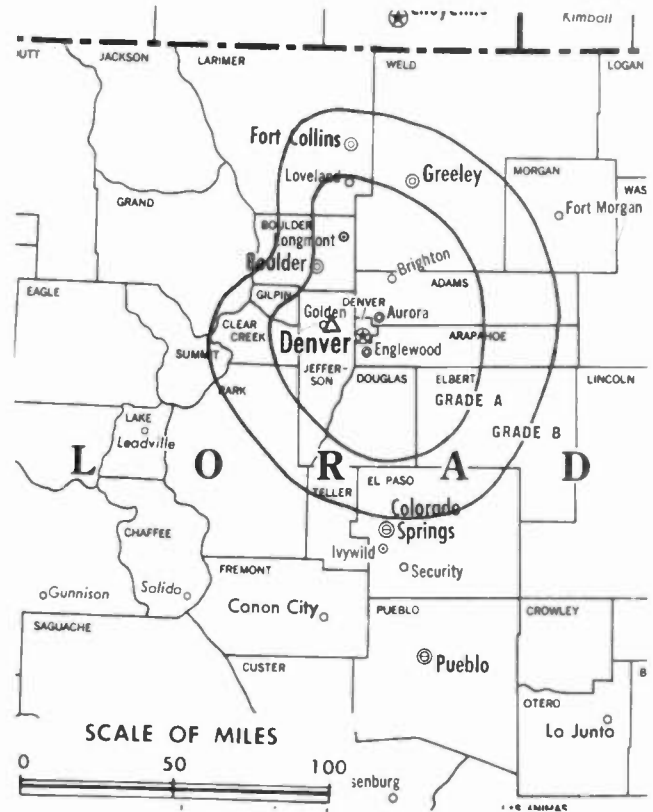 Kimball
JACKSON
LARIMER
WELD
LOGAN
Fort Collins
Loveland
Greeley
MORGAN
Fort Morgan
WAS
GRAND
BOULDER
Longmont
Boulder
Brighton
ADAMS
EAGLE
GILPIN
DENVER
Golden
Aurora
CLEAR
CREEK
Denver
ARAPAHOE
Englewood
SUMMIT
JEFFER-
SON
DOUGLAS
ELBERT
LINCOLN
PARK
GRADE A
GRADE B
LAKE
Leadville
L O R A D
TELLER
EL PASO
Colorado
Springs
CHAFFEE
Ivywild
Security
FREMONT
Gunnison
Salida
Canon City
SAGUACHE
PUEBLO
CROWLEY
Pueblo
CUSTER
OTERO
La Junta
SCALE OF MILES
0 50 100
senburg